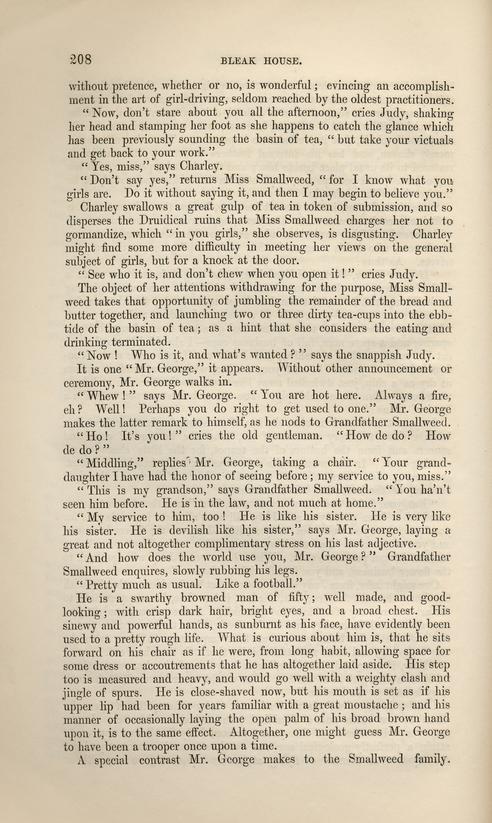 208 BLEAK HOUSE.
without pretence, whether or no, is wonderful; evincing an accomplish-
ment in the art of girl-driving, seldom reached by the oldest practitioners.
"Now, don't stare about you all the afternoon," cries Judy, shaking
her head and stamping her foot as she happens to catch the glance which
has been previously sounding the basin of tea, "but take your victuals
and get back to your work."
"Yes, miss," says Charley.
"Don't say yes," returns Miss Smallweed, "for I know what you
girls are. Do it without saying it, and then I may begin to believe you."
Charley swallows a great gulp of tea in token of submission, and so
disperses the Druidical ruins that Miss Smallweed charges her not to
gormandize, which "in you girls," she observes, is disgusting. Charley
might find some more difficulty in meeting her views on the general
subject of girls, but for a knock at the door.
"See who it is, and don't chew when you open it!" cries Judy.
The object of her attentions withdrawing for the purpose, Miss Small-
weed takes that opportunity of jumbling the remainder of the bread and
butter together, and launching two or three dirty tea-cups into the ebb-
tide of the basin of tea; as a hint that she considers the eating and
drinking terminated.
"Now! Who is it, and what's wanted?" says the snappish Judy.
It is one "Mr. George," it appears. Without other announcement or
ceremony, Mr. George walks in.
"Whew!" says Mr. George. "You are hot here. Always a fire,
eh? Well! Perhaps you do right to get used to one." Mr. George
makes the latter remark to himself, as he nods to Grandfather Smallweed.
"Ho! It's you!" cries the old gentleman. "How de do? How
de do?"
"Middling," replies Mr. George, taking a chair. "Your grand-
daughter I have had the honor of seeing before; my service to you, miss."
"This is my grandson," says Grandfather Smallweed. "You ha'n't
seen him before. He is in the law, and not much at home."
"My service to him, too! He is like his sister. He is very like
his sister. He is devilish like his sister," says Mr. George, laying a
great and not altogether complimentary stress on his last adjective.
"And how does the world use you, Mr. George?" Grandfather
Smallweed enquires, slowly rubbing his legs.
"Pretty much as usual. Like a football."
He is a swarthy browned man of fifty; well made, and good-
looking; with crisp dark hair, bright eyes, and a broad chest. His
sinewy and powerful hands, as sunburnt as his face, have evidently been
used to a pretty rough life. What is curious about him is, that he sits
forward on his chair as if he were, from long habit, allowing space for
some dress or accoutrements that he has altogether laid aside. His step
too is measured and heavy, and would go well with a weighty clash and
jingle of spurs. He is close-shaved now, but his mouth is set as if his
upper lip had been for years familiar with a great moustache; and his
manner of occasionally laying the open palm of his broad brown hand
upon it, is to the same effect. Altogether, one might guess Mr. George
to have been a trooper once upon a time.
A special contrast Mr. George makes to the Smallweed family.